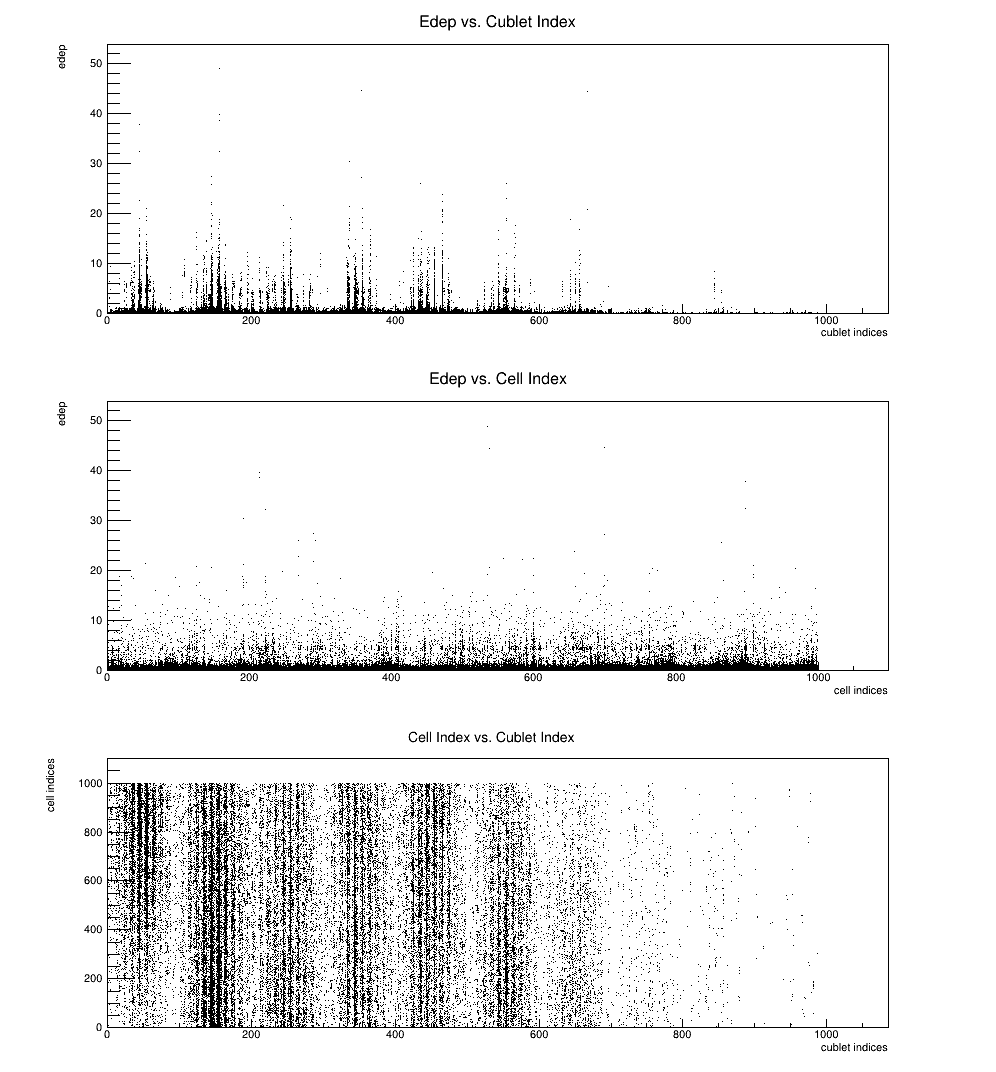 Edep vs. Cublet Index
edep
50
40
30
20
10
0
0 200 400 600 800 1000
cublet indices
Edep vs. Cell Index
edep
50
40
30
20
10
0
0 200 400 600 800 1000
cell indices
Cell Index vs. Cublet Index
cell indices
1000
800
600
400
200
0
0 200 400 600 800 1000
cublet indices